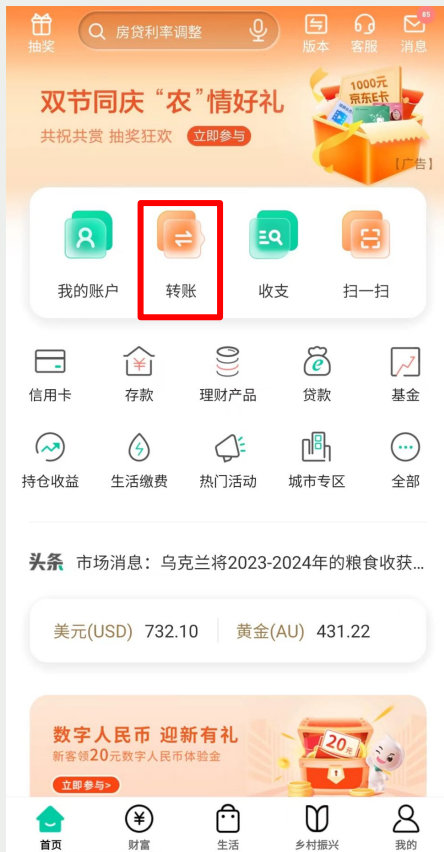 抽奖
房贷利率调整
版本
客服
消息
85
双节同庆“农”情好礼
共祝共赏 抽奖狂欢 立即参与
1000元
京东E卡
【广告】
我的账户
转账
收支
扫一扫
信用卡
存款
理财产品
贷款
基金
持仓收益
生活缴费
热门活动
城市专区
全部
头条 市场消息：乌克兰将2023-2024年的粮食收获...
美元(USD) 732.10 黄金(AU) 431.22
数字人民币 迎新有礼
新客领20元数字人民币体验金
立即参与>
20元
首页
财富
生活
乡村振兴
我的